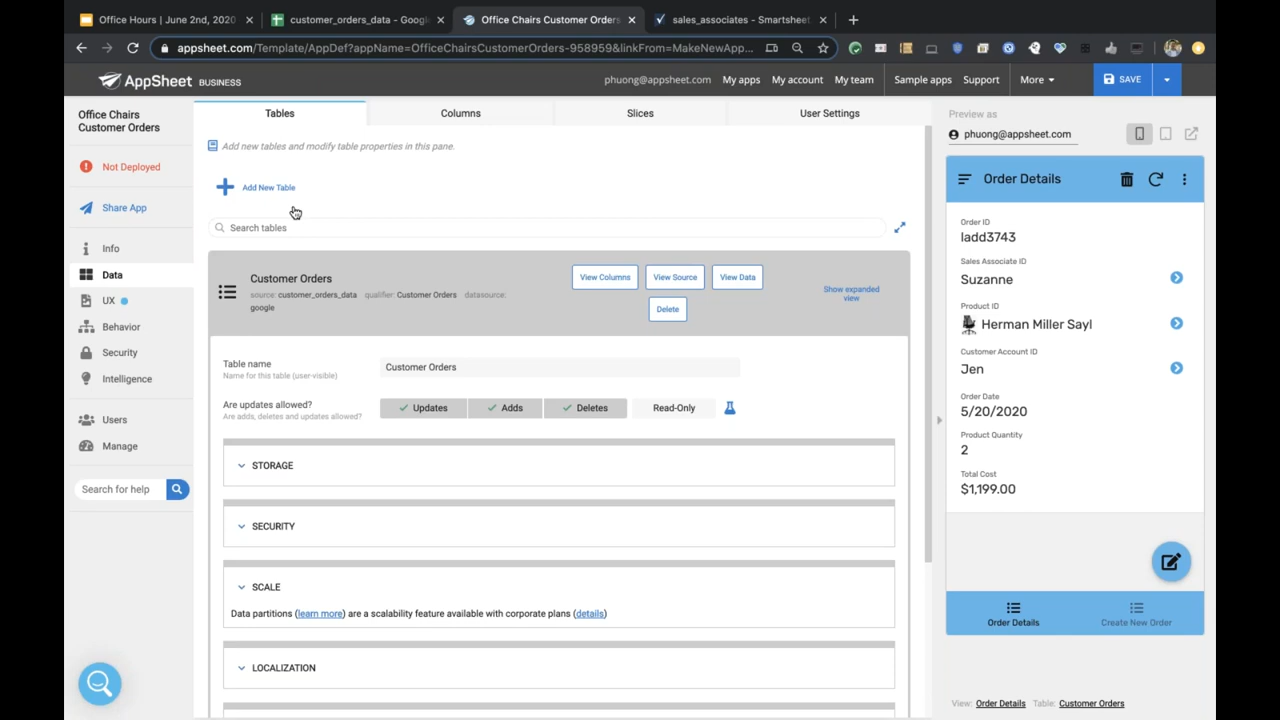 Office Hours | June 2nd, 2020
customer_orders_data - Google
Office Chairs Customer Orders
sales_associates - Smartsheet
appsheet.com/Template/AppDef?appName=OfficeChairsCustomerOrders-958959&linkFrom=MakeNewApp...
AppSheet BUSINESS
phuong@appsheet.com
My apps
My account
My team
Sample apps
Support
More
SAVE
Office Chairs
Customer Orders
Not Deployed
Share App
Info
Data
UX
Behavior
Security
Intelligence
Users
Manage
Search for help
Tables
Columns
Slices
User Settings
Add new tables and modify table properties in this pane.
Add New Table
Search tables
Customer Orders
source: customer_orders_data qualifier: Customer Orders datasource:
google
View Columns
View Source
View Data
Delete
Show expanded
view
Table name
Name for this table (user-visible)
Customer Orders
Are updates allowed?
Are adds, deletes and updates allowed?
Updates
Adds
Deletes
Read-Only
STORAGE
SECURITY
SCALE
Data partitions (learn more) are a scalability feature available with corporate plans (details)
LOCALIZATION
Preview as
phuong@appsheet.com
Order Details
Order ID
ladd3743
Sales Associate ID
Suzanne
Product ID
Herman Miller Sayl
Customer Account ID
Jen
Order Date
5/20/2020
Product Quantity
2
Total Cost
$1,199.00
Order Details
Create New Order
View: Order Details Table: Customer Orders